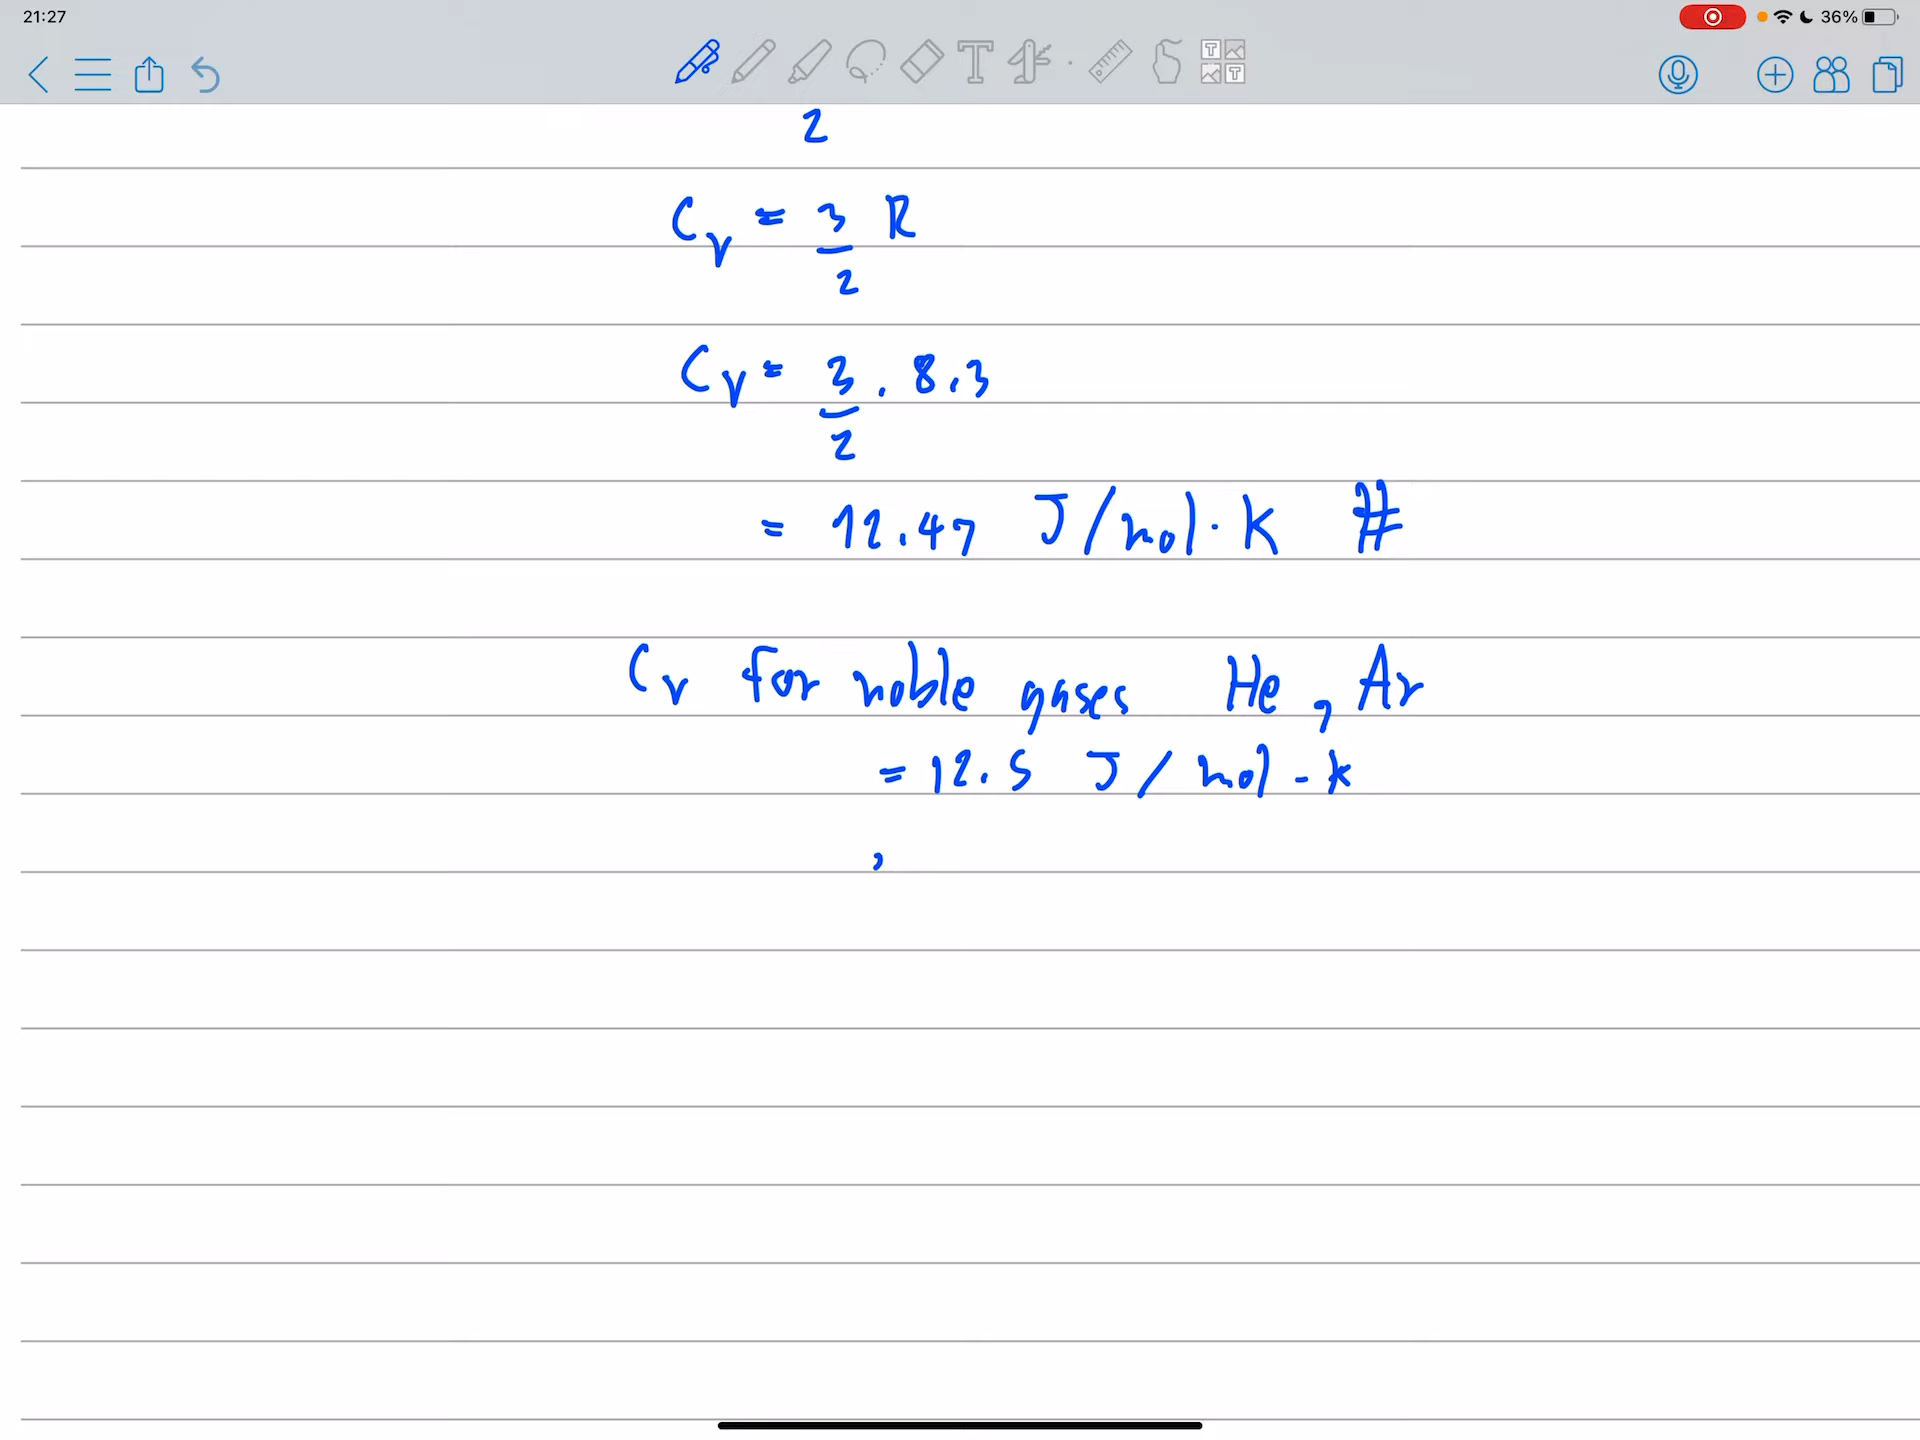 21:27
36%
2
Cv = 3/2 R
Cv = 3/2 . 8.3
= 12.47 J/mol·K #
Cv for noble gases He, Ar
= 12.5 J/mol-k
,